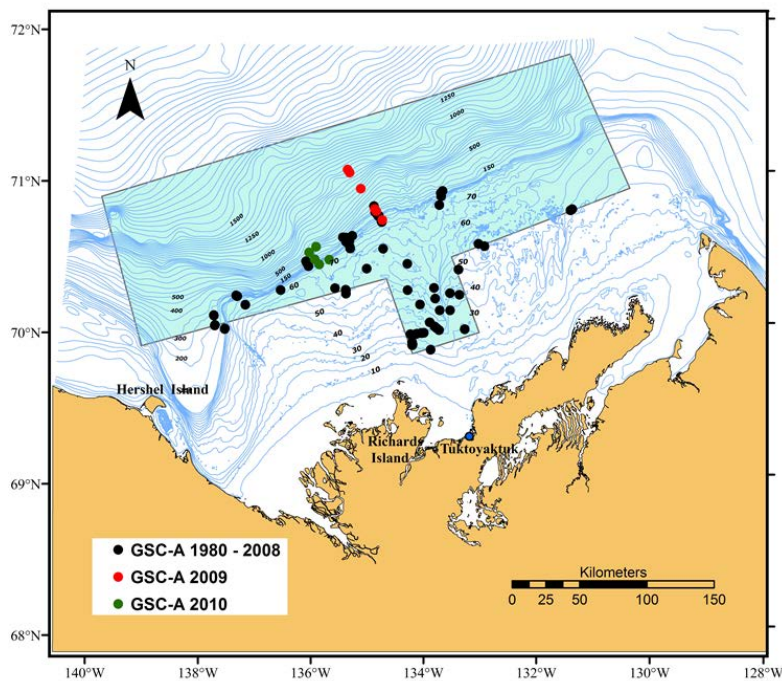 72°N
N
1250
1000
500
150
71°N
70
60
1500
1250
1000
500
150
70
60
50
40
30
500
400
300
200
50
40
30
20
10
70°N
Hershel Island
Richards
Island
Tuktoyaktuk
69°N
GSC-A 1980 - 2008
GSC-A 2009
GSC-A 2010
Kilometers
0 25 50 100 150
68°N
140°W 138°W 136°W 134°W 132°W 130°W 128°W